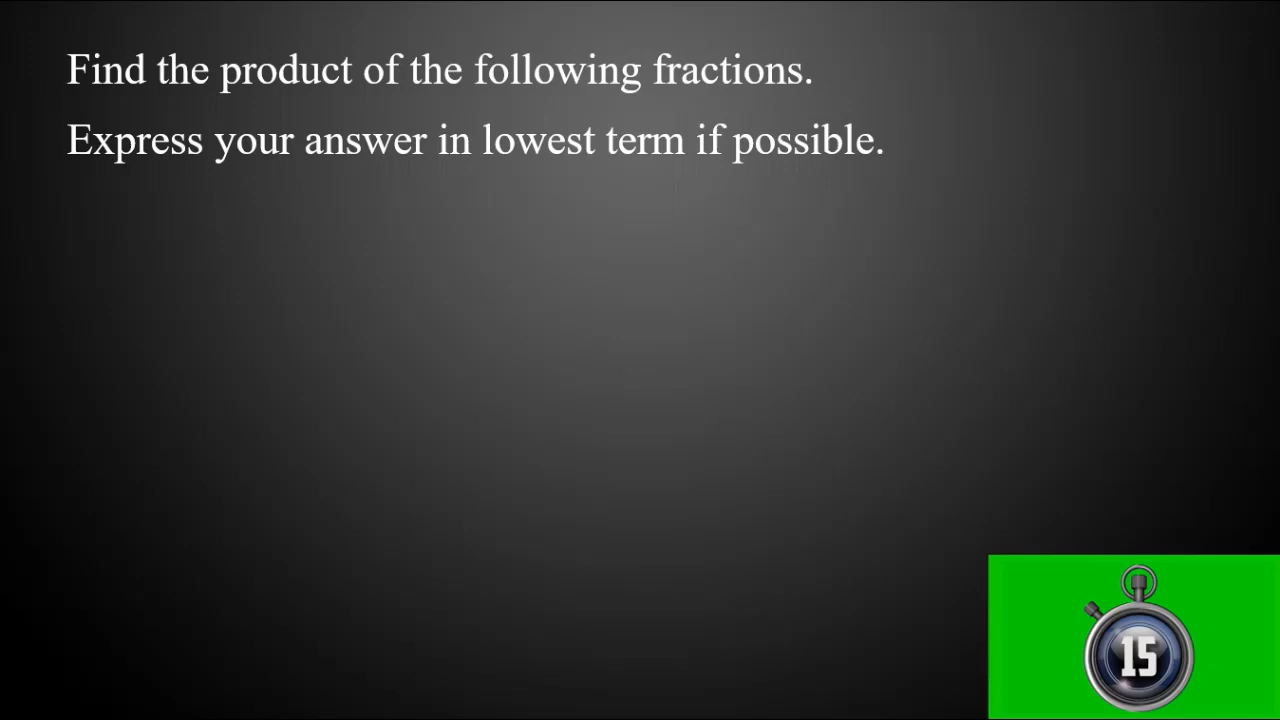 Find the product of the following fractions.
Express your answer in lowest term if possible.
15